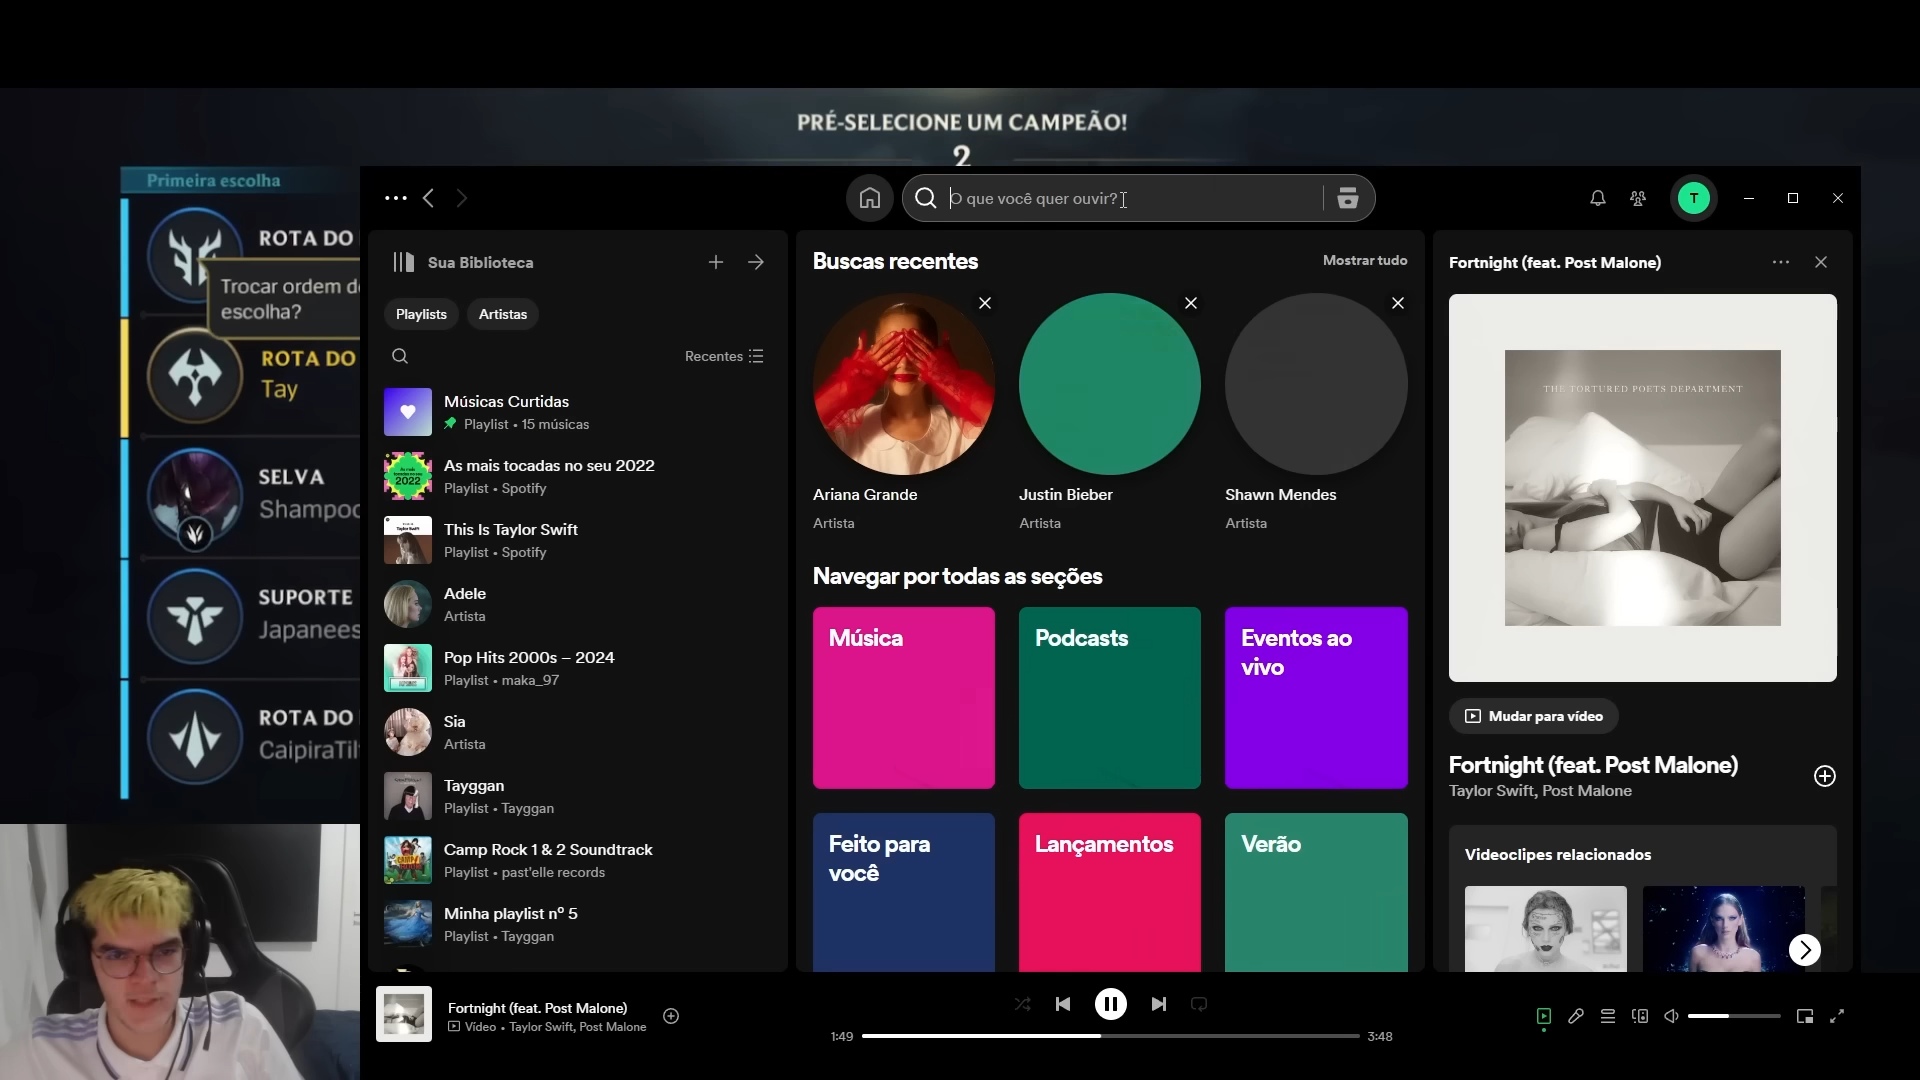 PRÉ-SELECIONE UM CAMPEÃO!
2
Primeira escolha
ROTA DO
Trocar ordem de
escolha?
ROTA DO
Tay
SELVA
Shampoo
SUPORTE
Japanees
ROTA DO
CaipiraTil
O que você quer ouvir?
T
Sua Biblioteca
Playlists
Artistas
Recentes
Músicas Curtidas
Playlist • 15 músicas
As mais tocadas no seu 2022
Playlist • Spotify
This Is Taylor Swift
Playlist • Spotify
Adele
Artista
Pop Hits 2000s – 2024
Playlist • maka_97
Sia
Artista
Tayggan
Playlist • Tayggan
Camp Rock 1 & 2 Soundtrack
Playlist • past'elle records
Minha playlist nº 5
Playlist • Tayggan
Buscas recentes
Mostrar tudo
Ariana Grande
Artista
Justin Bieber
Artista
Shawn Mendes
Artista
Navegar por todas as seções
Música
Podcasts
Eventos ao
vivo
Feito para
você
Lançamentos
Verão
Fortnight (feat. Post Malone)
THE TORTURED POETS DEPARTMENT
Mudar para vídeo
Fortnight (feat. Post Malone)
Taylor Swift, Post Malone
Videoclipes relacionados
Fortnight (feat. Post Malone)
Vídeo • Taylor Swift, Post Malone
1:49
3:48